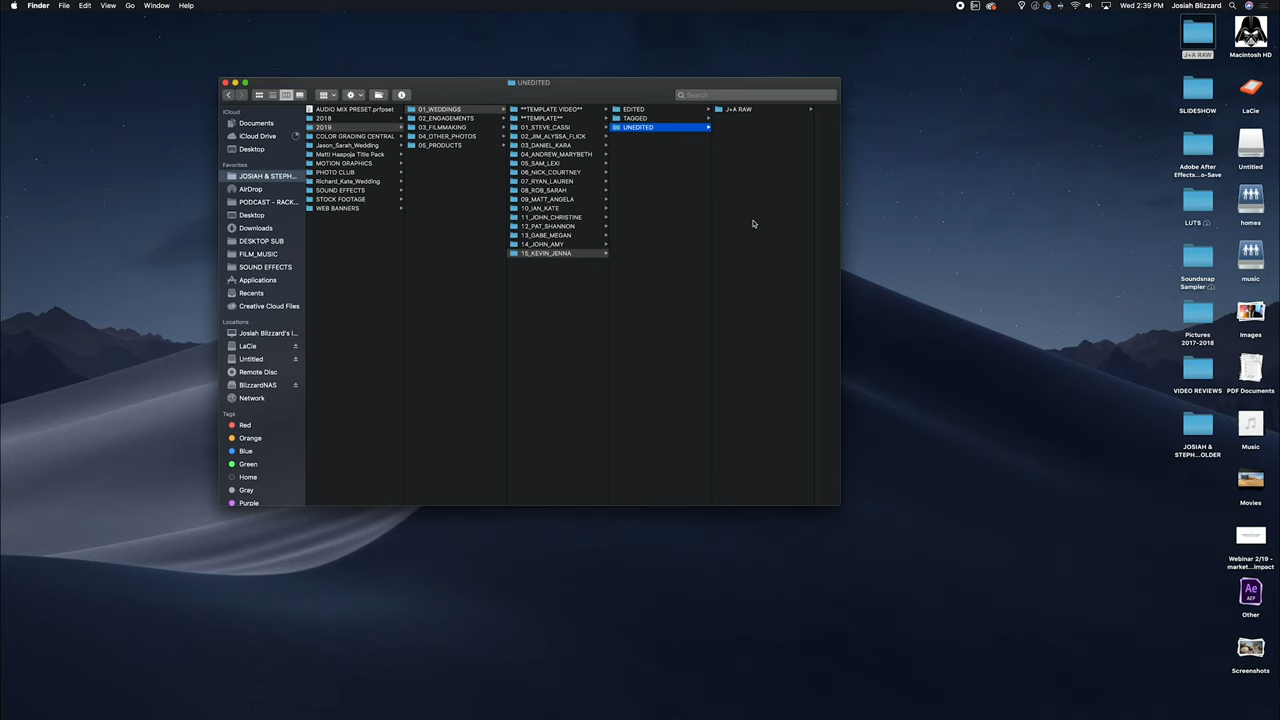 Finder File Edit View Go Window Help
Wed 2:39 PM Josiah Blizzard
UNEDITED
Search
iCloud
Documents
iCloud Drive
Desktop
Favorites
JOSIAH & STEPH...
AirDrop
PODCAST - RACK...
Desktop
Downloads
DESKTOP SUB
FILM_MUSIC
SOUND EFFECTS
Applications
Recents
Creative Cloud Files
Locations
Josiah Blizzard's i...
LaCie
Untitled
Remote Disc
BlizzardNAS
Network
Tags
Red
Orange
Blue
Green
Home
Gray
Purple
AUDIO MIX PRESET.prfpset
2018
2019
COLOR GRADING CENTRAL
Jason_Sarah_Wedding
Matti Haapoja Title Pack
MOTION GRAPHICS
PHOTO CLUB
Richard_Kate_Wedding
SOUND EFFECTS
STOCK FOOTAGE
WEB BANNERS
01_WEDDINGS
02_ENGAGEMENTS
03_FILMMAKING
04_OTHER_PHOTOS
05_PRODUCTS
**TEMPLATE VIDEO**
**TEMPLATE**
01_STEVE_CASSI
02_JIM_ALYSSA_FLICK
03_DANIEL_KARA
04_ANDREW_MARYBETH
05_SAM_LEXI
06_NICK_COURTNEY
07_RYAN_LAUREN
08_ROB_SARAH
09_MATT_ANGELA
10_IAN_KATE
11_JOHN_CHRISTINE
12_PAT_SHANNON
13_GABE_MEGAN
14_JOHN_AMY
15_KEVIN_JENNA
EDITED
TAGGED
UNEDITED
J+A RAW
J+A RAW
Macintosh HD
SLIDESHOW
LaCie
Adobe After
Effects...o-Save
Untitled
LUTS
homes
Soundsnap
Sampler
music
Pictures
2017-2018
Images
VIDEO REVIEWS
PDF Documents
JOSIAH &
STEPH...OLDER
Music
Movies
Webinar 2/19 -
market...impact
Ae
AEP
Other
Screenshots